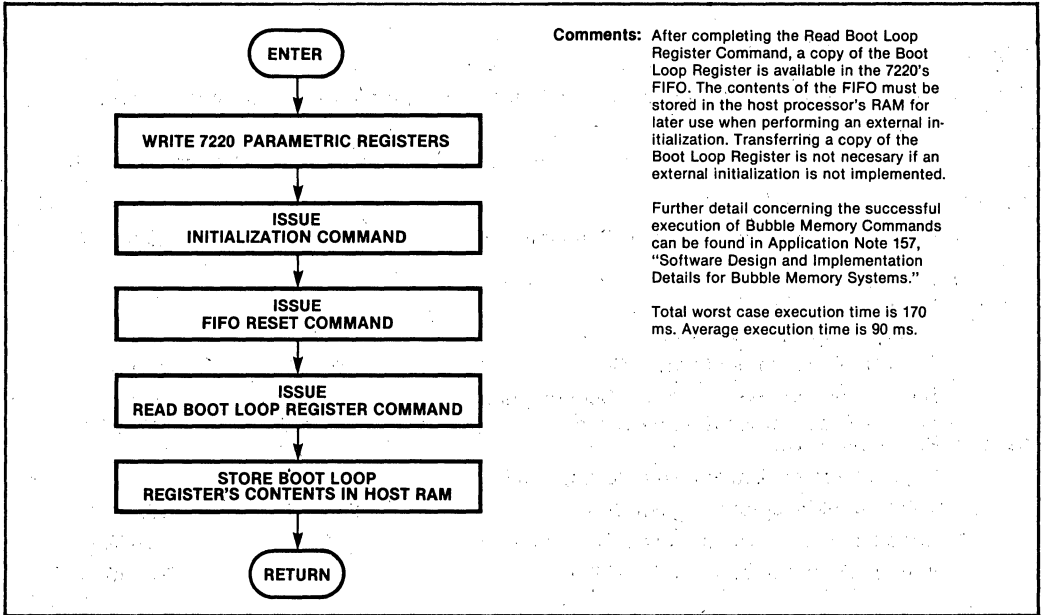 ENTER
WRITE 7220 PARAMETRIC REGISTERS
ISSUE
INITIALIZATION COMMAND
ISSUE
FIFO RESET COMMAND
ISSUE
READ BOOT LOOP REGISTER COMMAND
STORE BOOT LOOP
REGISTER'S CONTENTS IN HOST RAM
RETURN
Comments: After completing the Read Boot Loop
Register Command, a copy of the Boot
Loop Register is available in the 7220's
FIFO. The contents of the FIFO must be
stored in the host processor's RAM for
later use when performing an external in-
itialization. Transferring a copy of the
Boot Loop Register is not necesary if an
external initialization is not implemented.
Further detail concerning the successful
execution of Bubble Memory Commands
can be found in Application Note 157,
"Software Design and Implementation
Details for Bubble Memory Systems."
Total worst case execution time is 170
ms. Average execution time is 90 ms.